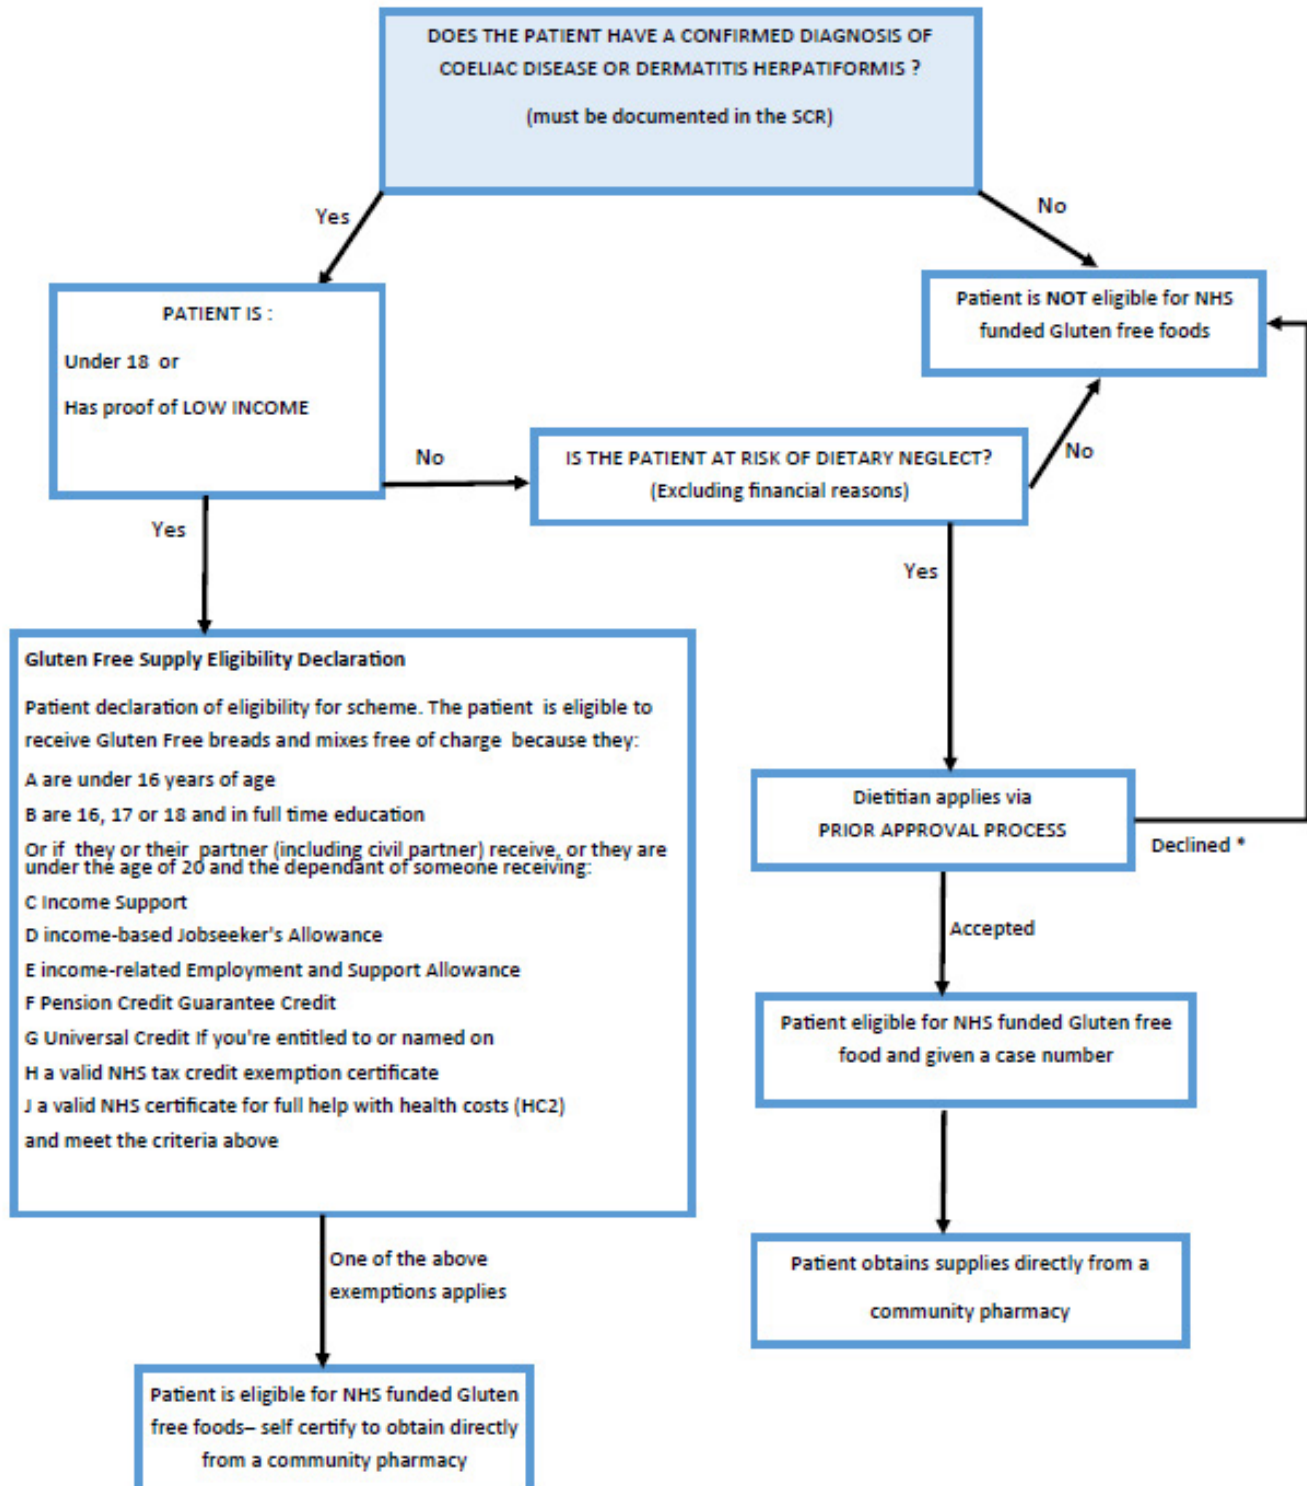 DOES THE PATIENT HAVE A CONFIRMED DIAGNOSIS OF
COELIAC DISEASE OR DERMATITIS HERPATIFORMIS ?
(must be documented in the SCR)
Yes
No
PATIENT IS :
Under 18 or
Has proof of LOW INCOME
Patient is NOT eligible for NHS
funded Gluten free foods
No
IS THE PATIENT AT RISK OF DIETARY NEGLECT?
(Excluding financial reasons)
No
Yes
Yes
Gluten Free Supply Eligibility Declaration
Patient declaration of eligibility for scheme. The patient is eligible to
receive Gluten Free breads and mixes free of charge because they:
A are under 16 years of age
B are 16, 17 or 18 and in full time education
Or if they or their partner (including civil partner) receive, or they are
under the age of 20 and the dependant of someone receiving:
C Income Support
D income-based Jobseeker's Allowance
E income-related Employment and Support Allowance
F Pension Credit Guarantee Credit
G Universal Credit If you're entitled to or named on
H a valid NHS tax credit exemption certificate
J a valid NHS certificate for full help with health costs (HC2)
and meet the criteria above
One of the above
exemptions applies
Patient is eligible for NHS funded Gluten
free foods– self certify to obtain directly
from a community pharmacy
Dietitian applies via
PRIOR APPROVAL PROCESS
Declined *
Accepted
Patient eligible for NHS funded Gluten free
food and given a case number
Patient obtains supplies directly from a
community pharmacy